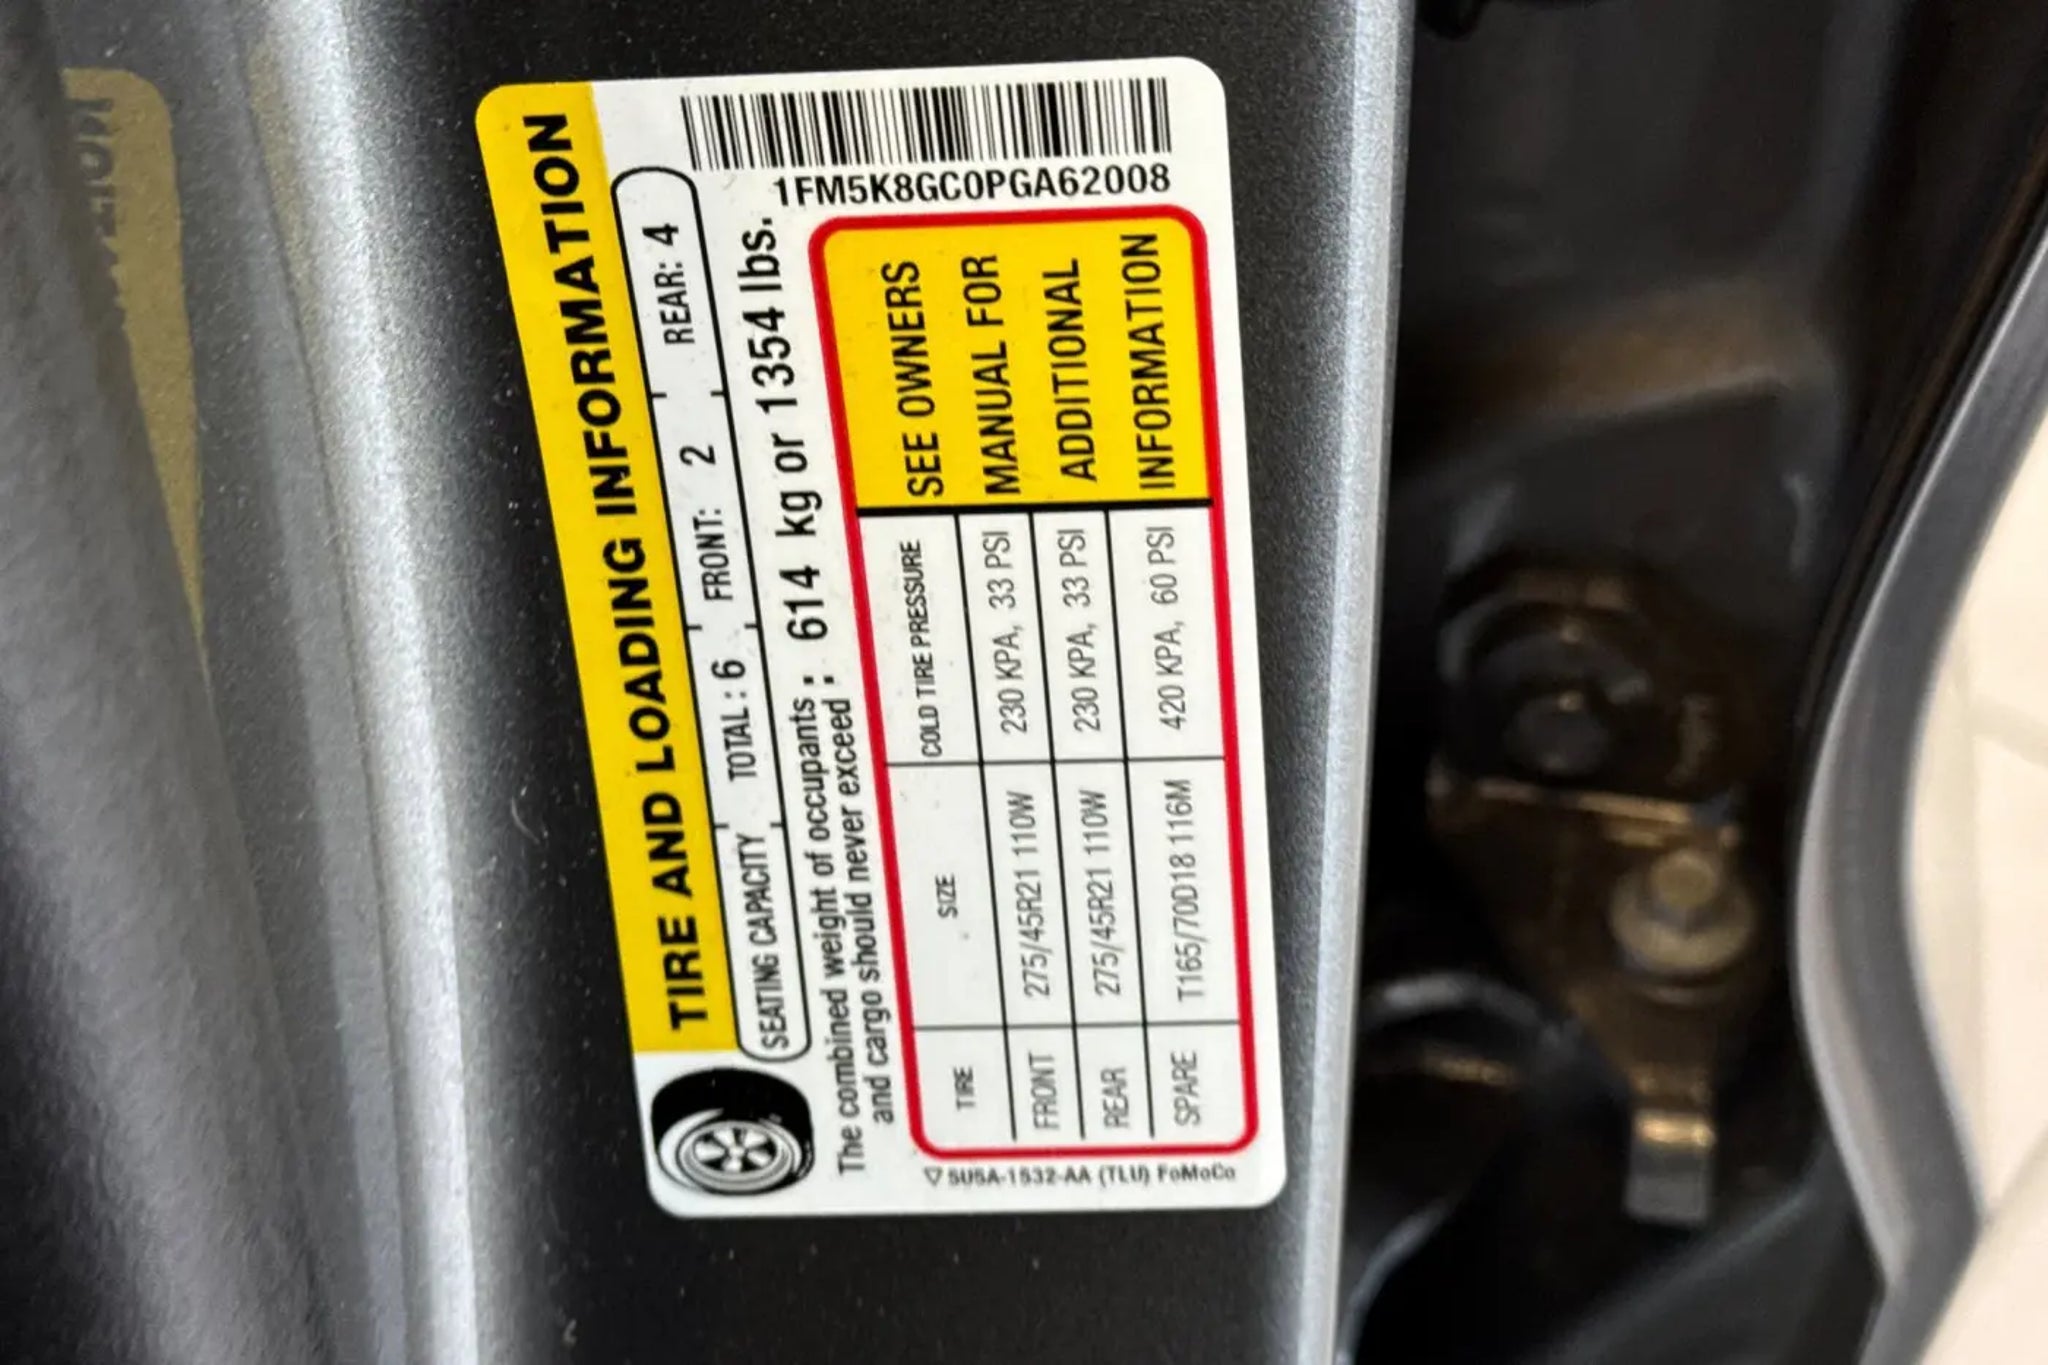 TIRE AND LOADING INFORMATION
SEATING CAPACITY TOTAL: 6 FRONT: 2 REAR: 4
The combined weight of occupants and cargo should never exceed : 614 kg or 1354 lbs.
1FM5K8GC0PGA62008
TIRE SIZE COLD TIRE PRESSURE
FRONT 275/45R21 110W 230 KPA, 33 PSI
REAR 275/45R21 110W 230 KPA, 33 PSI
SPARE T165/70D18 116M 420 KPA, 60 PSI
SEE OWNERS
MANUAL FOR
ADDITIONAL
INFORMATION
5U5A-1532-AA (TLU) FoMoCo